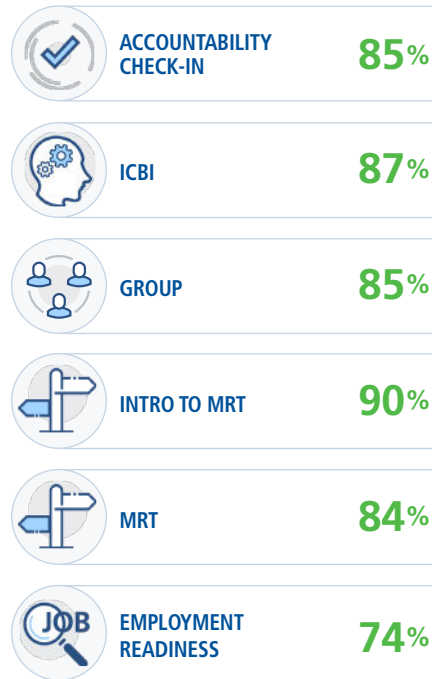 ACCOUNTABILITY
CHECK-IN
85%
ICBI
87%
GROUP
85%
INTRO TO MRT
90%
MRT
84%
JOB
EMPLOYMENT
READINESS
74%